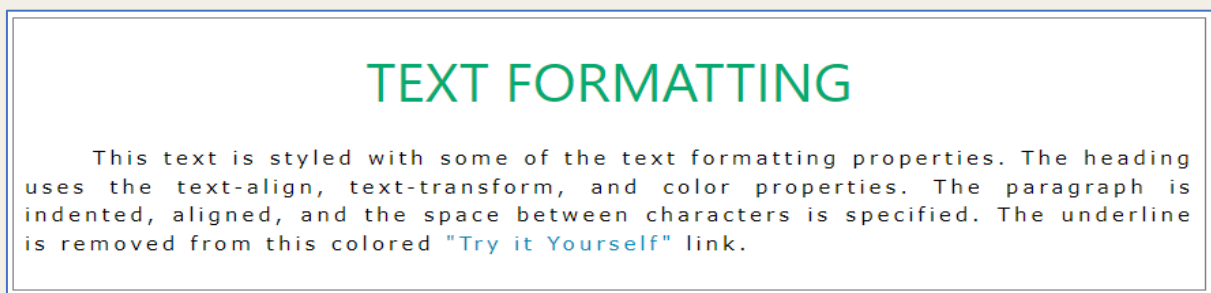 TEXT FORMATTING
This text is styled with some of the text formatting properties. The heading
uses the text-align, text-transform, and color properties. The paragraph is
indented, aligned, and the space between characters is specified. The underline
is removed from this colored "Try it Yourself" link.